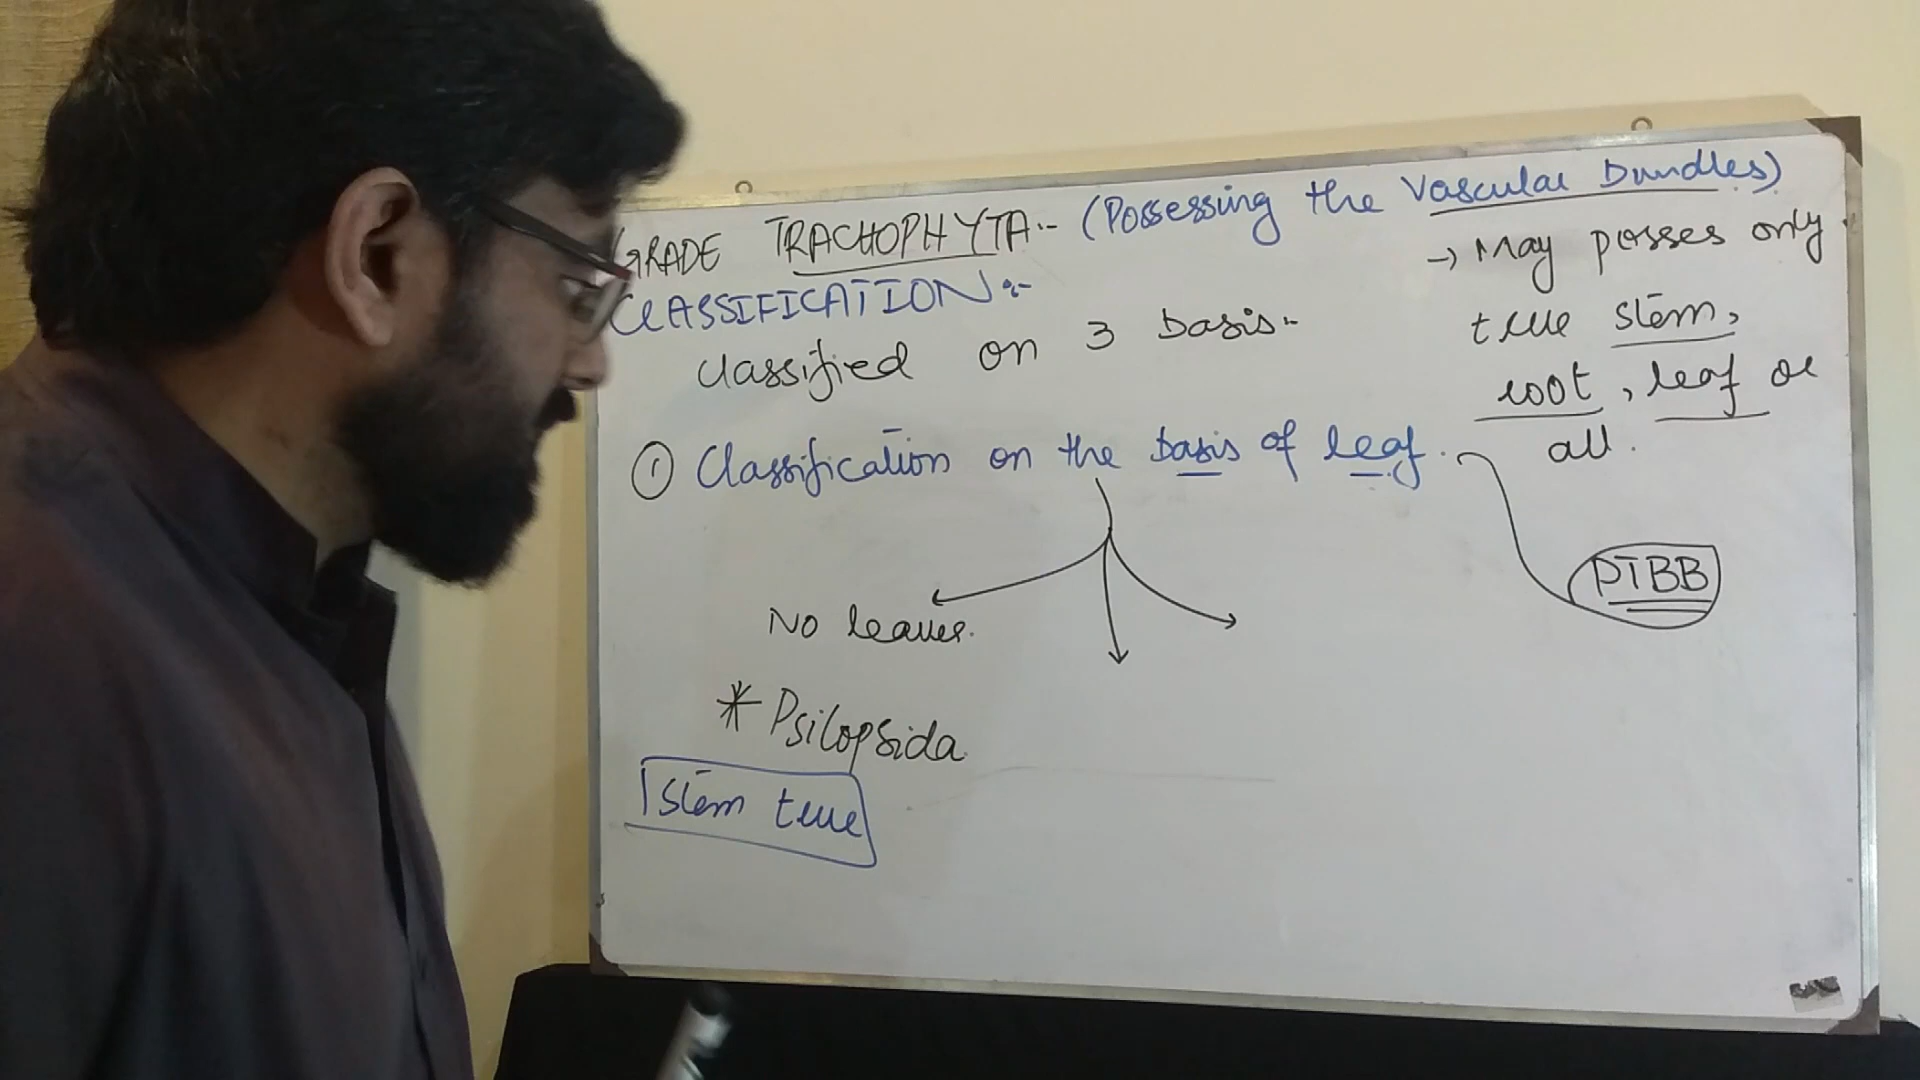 GRADE TRACHOPHYTA:- (Possessing the Vascular Bundles)
→ May posses only
true stem,
root, leaf or
all.
CLASSIFICATION:-
Classified on 3 basis:-
① Classification on the basis of leaf.
PTBB
No leaves.
* Psilopsida
Stem true